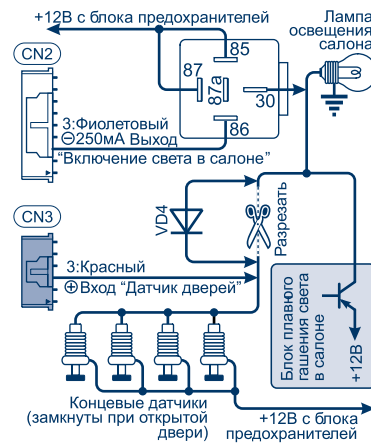 +12В с блока предохранителей
Лампа
освещения
салона
CN2
85
87
87a
30
86
3:Фиолетовый
⊖250мА Выход
“Включение света в салоне”
VD4
Разрезать
CN3
3:Красный
⊕Вход “Датчик дверей”
Блок плавного
гашения света
в салоне
+12В
Концевые датчики
(замкнуты при открытой
двери)
+12В с блока
предохранителей